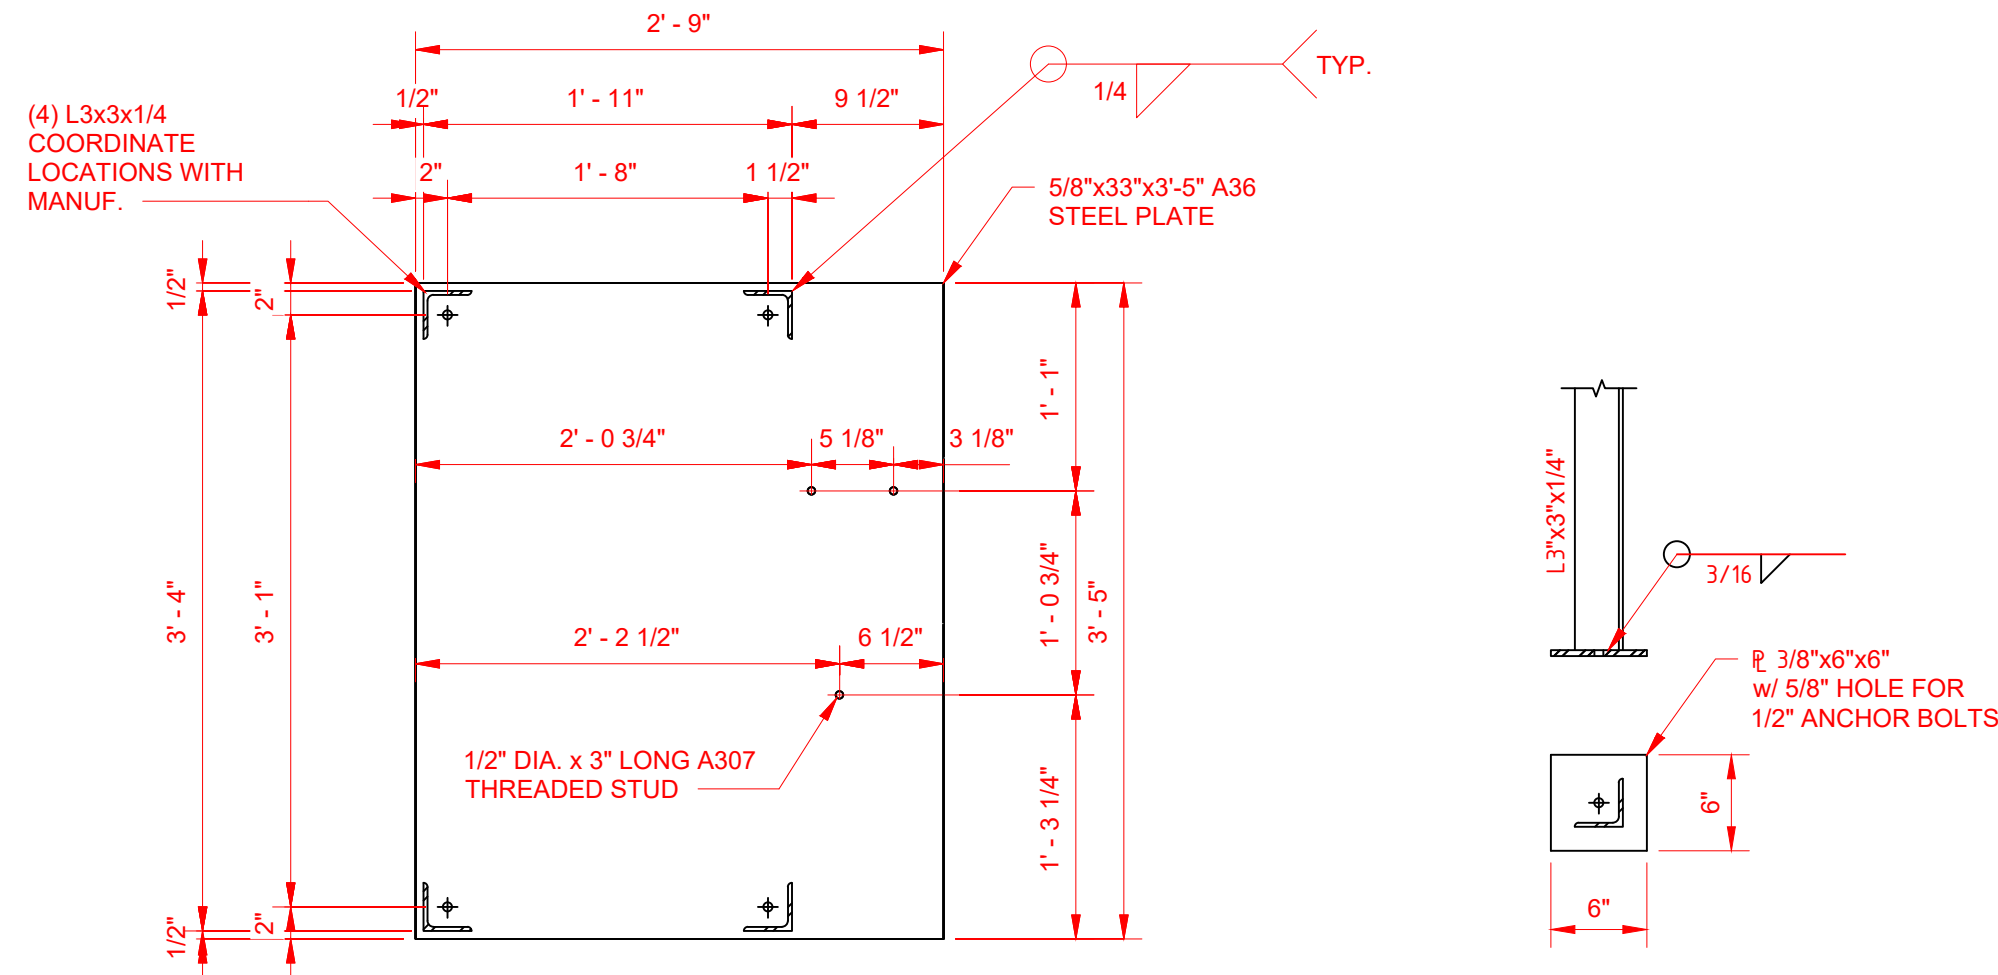 2' - 9"
TYP.
1/4
1/2"
1' - 11"
9 1/2"
(4) L3x3x1/4
COORDINATE
LOCATIONS WITH
MANUF.
2"
1' - 8"
1 1/2"
5/8"x33"x3'-5" A36
STEEL PLATE
1/2"
2"
1' - 1"
2' - 0 3/4"
5 1/8"
3 1/8"
3' - 4"
3' - 1"
1' - 0 3/4"
3' - 5"
2' - 2 1/2"
6 1/2"
1/2" DIA. x 3" LONG A307
THREADED STUD
1' - 3 1/4"
1/2"
2"
L3"x3"x1/4"
3/16
℄ 3/8"x6"x6"
w/ 5/8" HOLE FOR
1/2" ANCHOR BOLTS
6"
6"